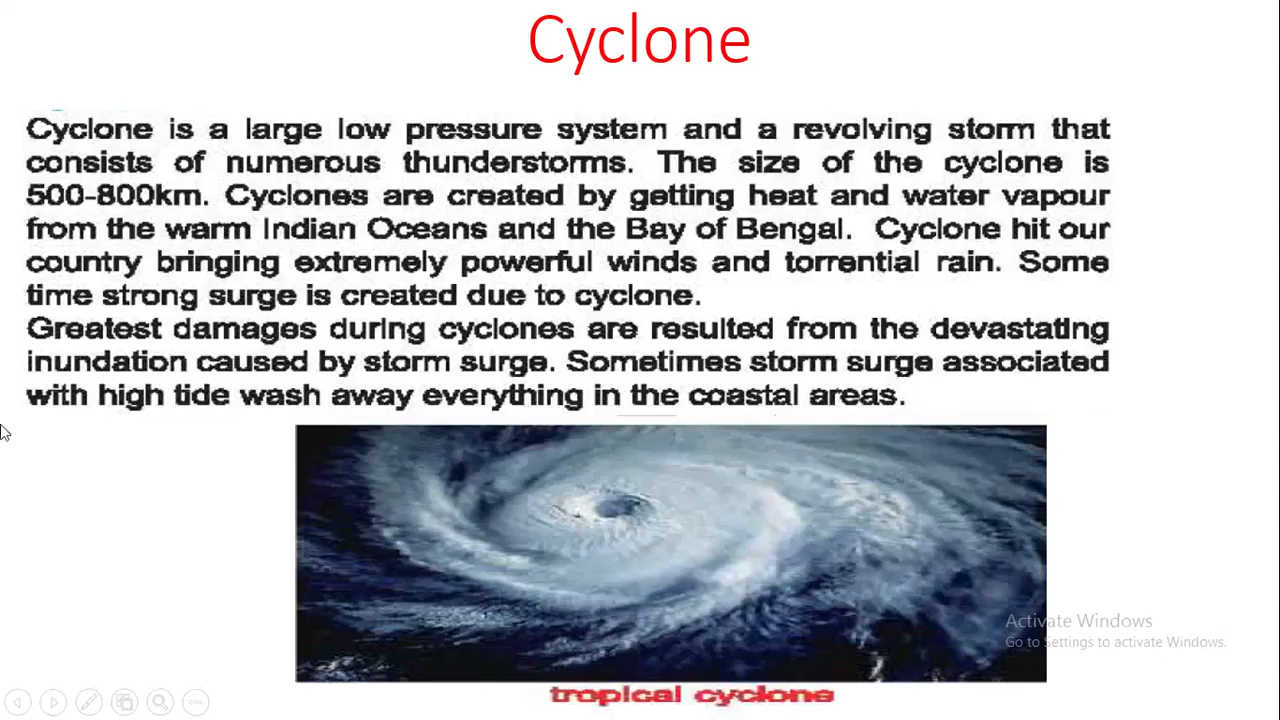 Cyclone
Cyclone is a large low pressure system and a revolving storm that
consists of numerous thunderstorms. The size of the cyclone is
500-800km. Cyclones are created by getting heat and water vapour
from the warm Indian Oceans and the Bay of Bengal. Cyclone hit our
country bringing extremely powerful winds and torrential rain. Some
time strong surge is created due to cyclone.
Greatest damages during cyclones are resulted from the devastating
inundation caused by storm surge. Sometimes storm surge associated
with high tide wash away everything in the coastal areas.
Activate Windows
Go to Settings to activate Windows.
tropical cyclone